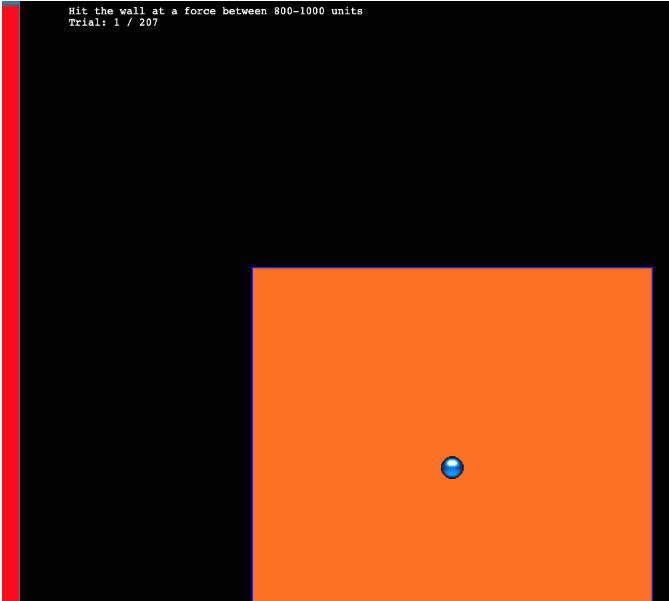 Hit the wall at a force between 800-1000 units
Trial: 1 / 207